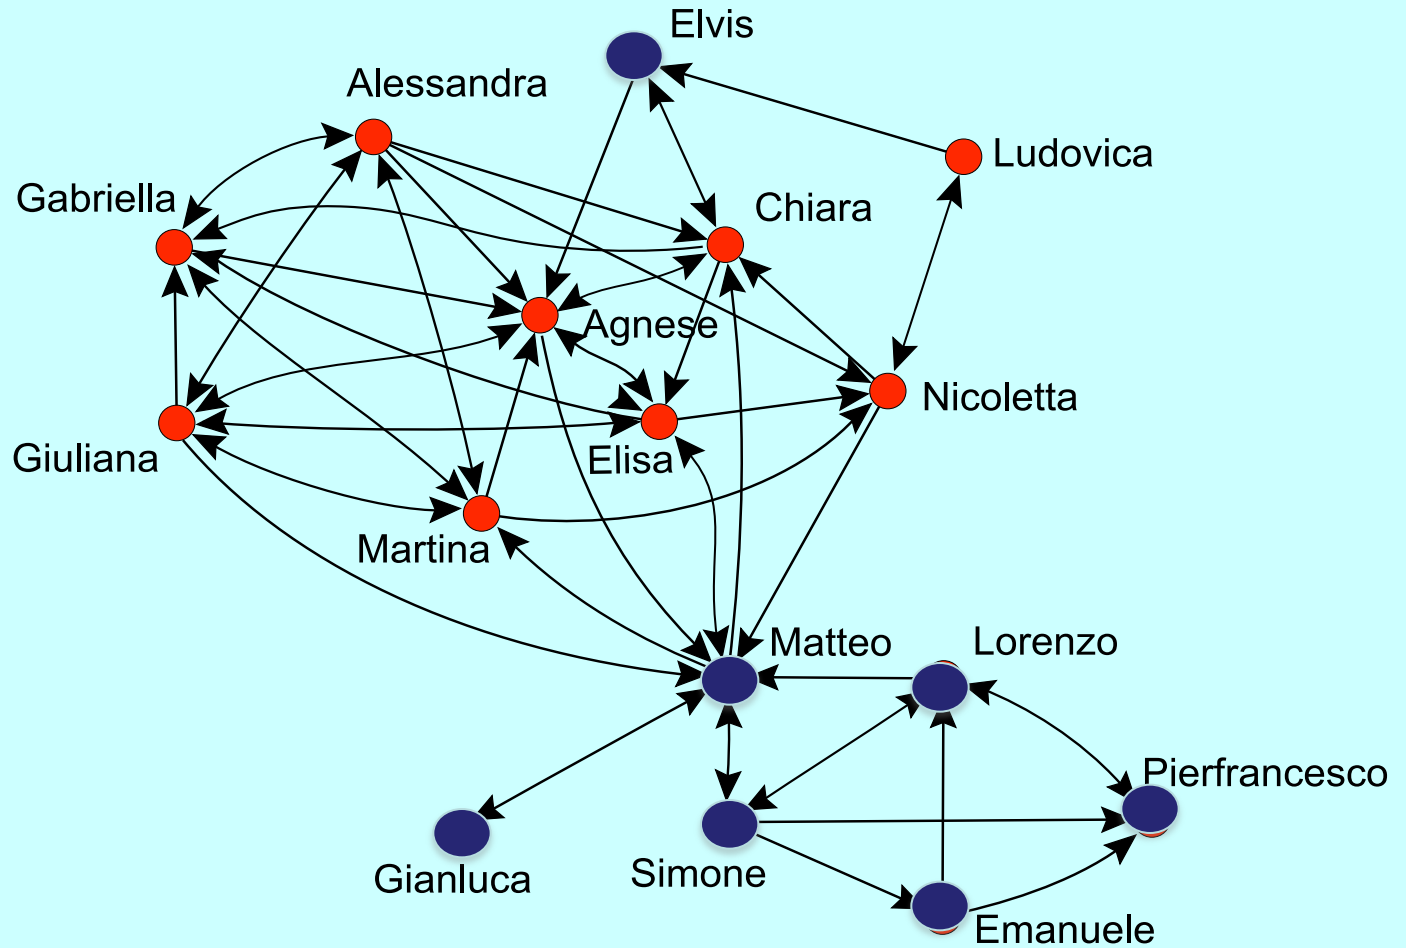 Elvis
Alessandra
Ludovica
Gabriella
Chiara
Agnese
Nicoletta
Giuliana
Elisa
Martina
Matteo
Lorenzo
Pierfrancesco
Gianluca
Simone
Emanuele